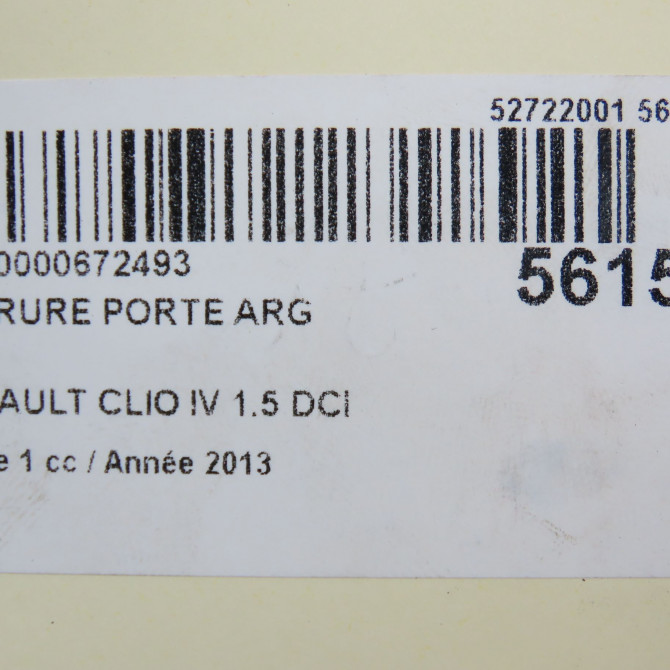 52722001 56
0000672493
5615
RURE PORTE ARG
AULT CLIO IV 1.5 DCI
e 1 cc / Année 2013